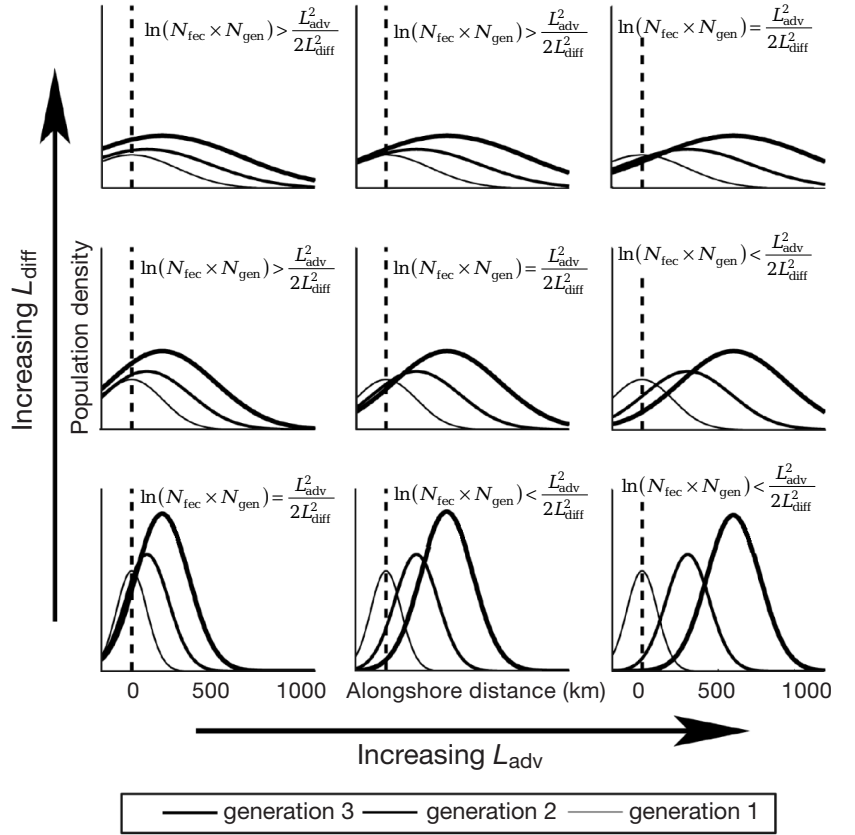 ln(N_fec × N_gen) > L²_adv / 2L²_diff
ln(N_fec × N_gen) > L²_adv / 2L²_diff
ln(N_fec × N_gen) = L²_adv / 2L²_diff
ln(N_fec × N_gen) > L²_adv / 2L²_diff
ln(N_fec × N_gen) = L²_adv / 2L²_diff
ln(N_fec × N_gen) < L²_adv / 2L²_diff
ln(N_fec × N_gen) = L²_adv / 2L²_diff
ln(N_fec × N_gen) < L²_adv / 2L²_diff
ln(N_fec × N_gen) < L²_adv / 2L²_diff
Increasing L_diff
Population density
0 500 1000 Alongshore distance (km) 0 500 1000
Increasing L_adv
generation 3 generation 2 generation 1